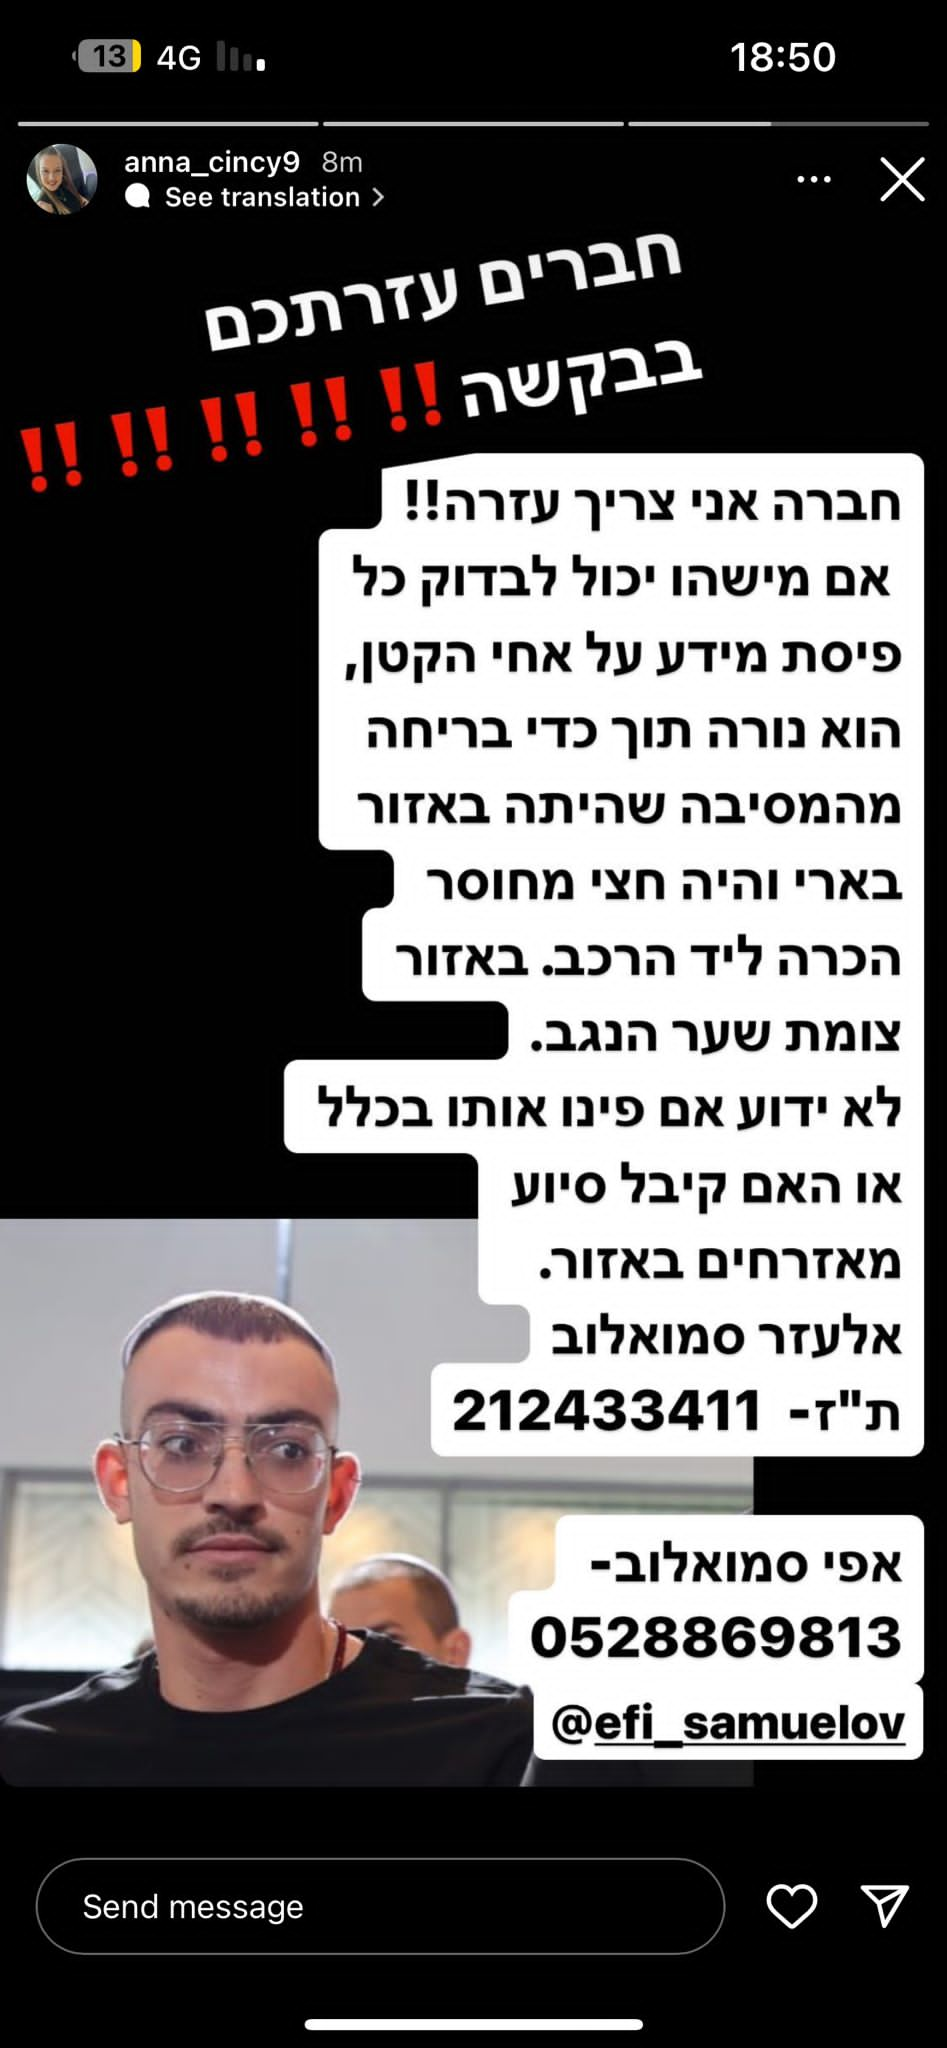 13 4G 18:50
anna_cincy9 8m
See translation >
חברים עזרתכם
בבקשה‼️‼️‼️‼️‼️
חברה אני צריך עזרה!!
אם מישהו יכול לבדוק כל
פיסת מידע על אחי הקטן,
הוא נורה תוך כדי בריחה
מהמסיבה שהיתה באזור
בארי והיה חצי מחוסר
הכרה ליד הרכב. באזור
צומת שער הנגב.
לא ידוע אם פינו אותו בכלל
או האם קיבל סיוע
מאזרחים באזור.
אלעזר סמואלוב
ת"ז- 212433411
אפי סמואלוב-
0528869813
@efi_samuelov
Send message